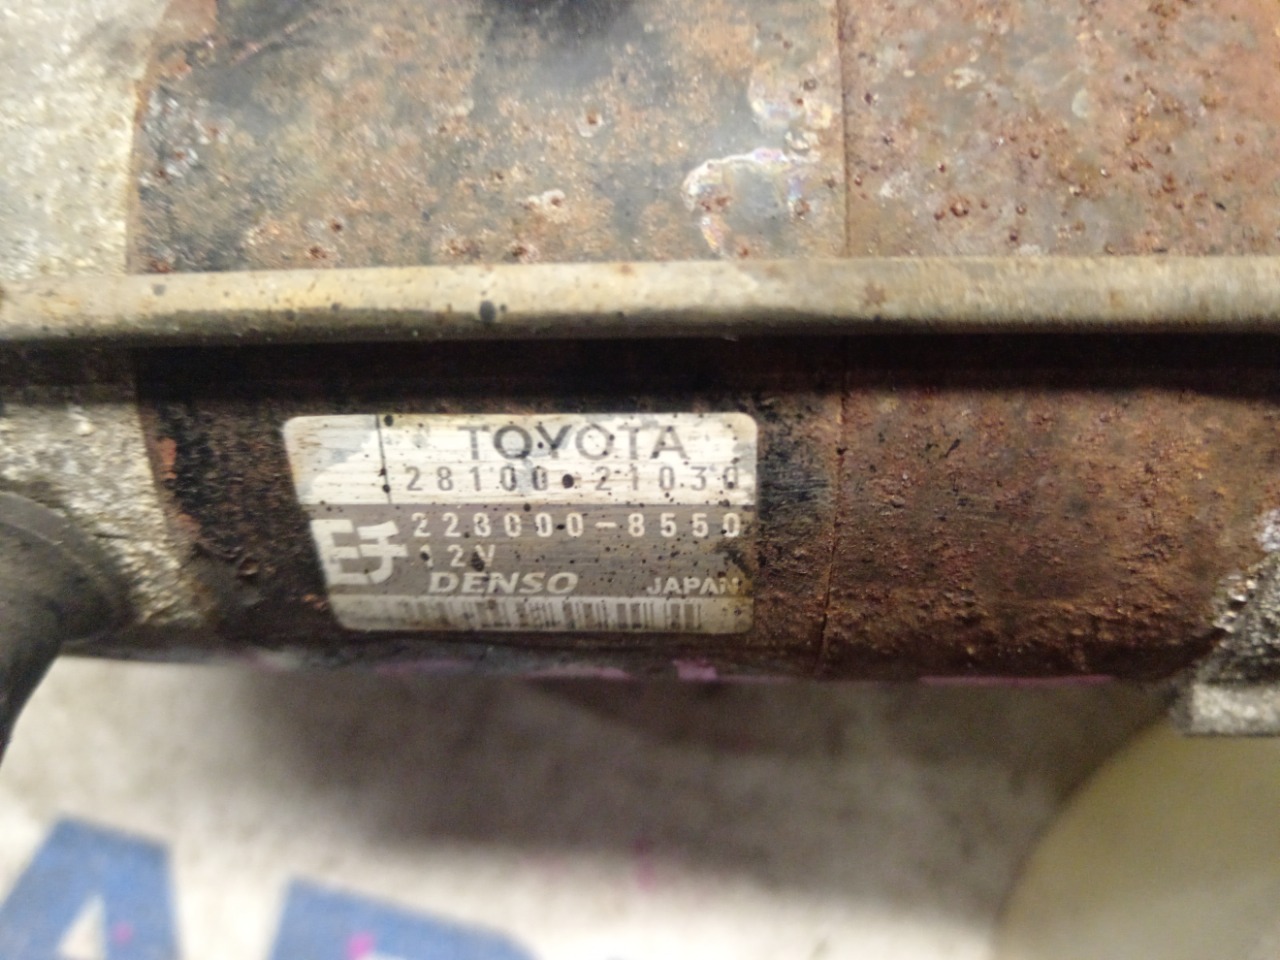 TOYOTA
28100-21030
228000-8550
12V
DENSO JAPAN